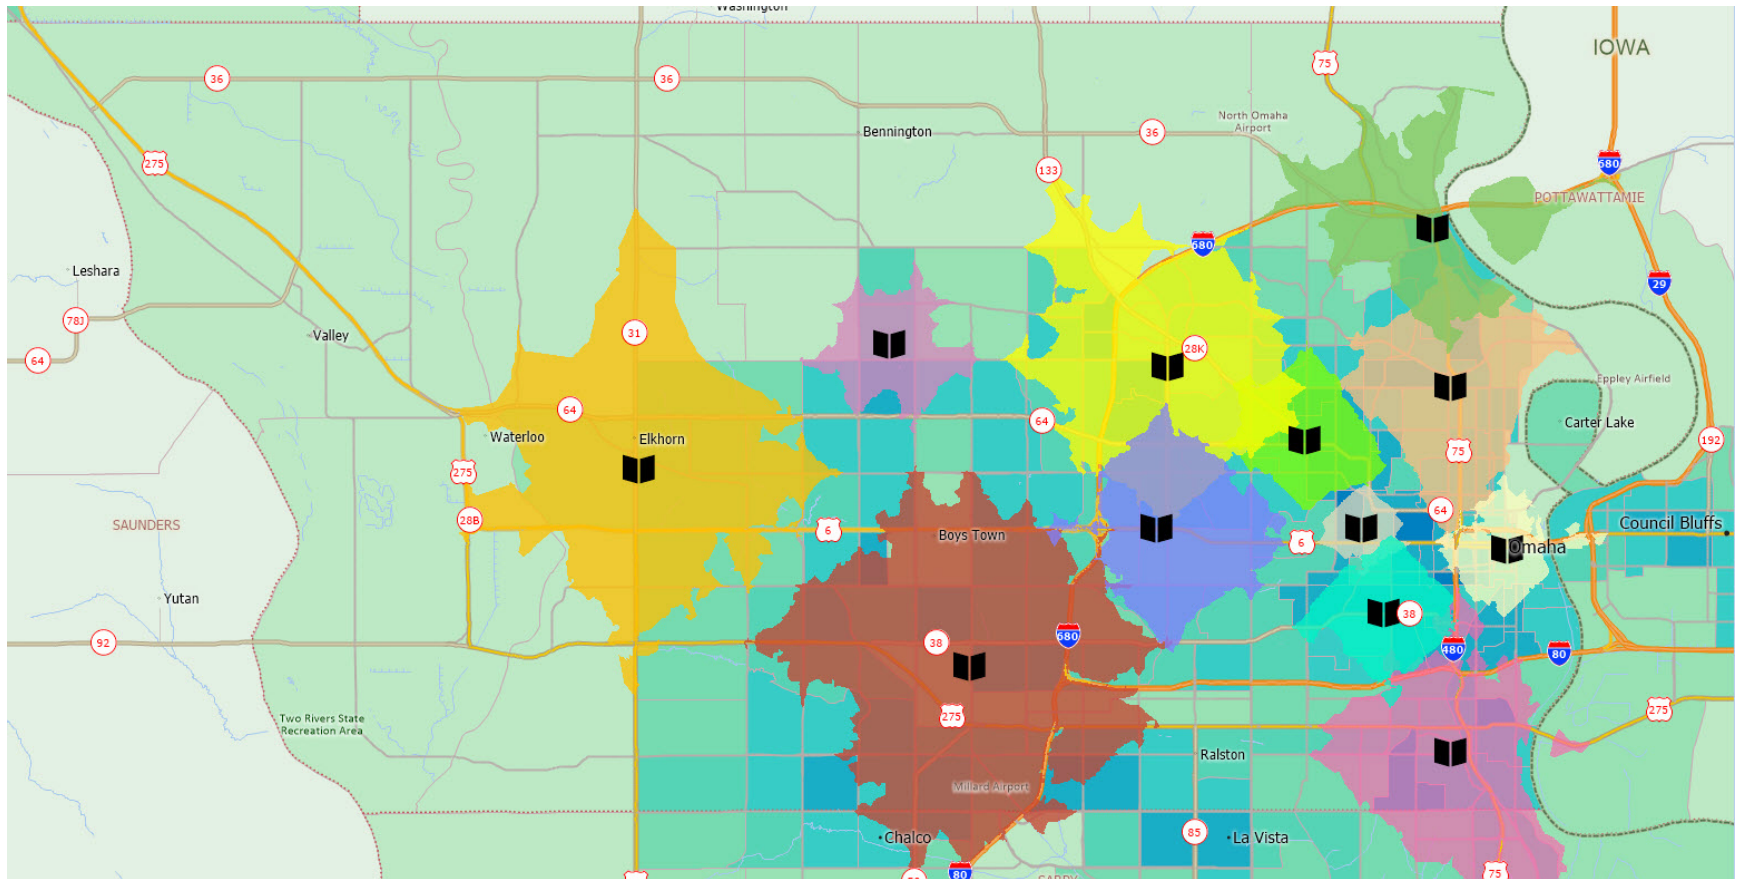 Washington
IOWA
75
36
36
North Omaha
Airport
Bennington
36
275
680
133
POTTAWATTAMIE
680
Leshara
29
78J
31
Valley
28K
64
Eppley Airfield
64
64
Carter Lake
Waterloo
Elkhorn
192
75
275
64
28B
SAUNDERS
Council Bluffs
6
Boys Town
6
Omaha
Yutan
38
92
38
680
480
80
275
275
Two Rivers State
Recreation Area
Ralston
Millard Airport
85
Chalco
La Vista
80
75